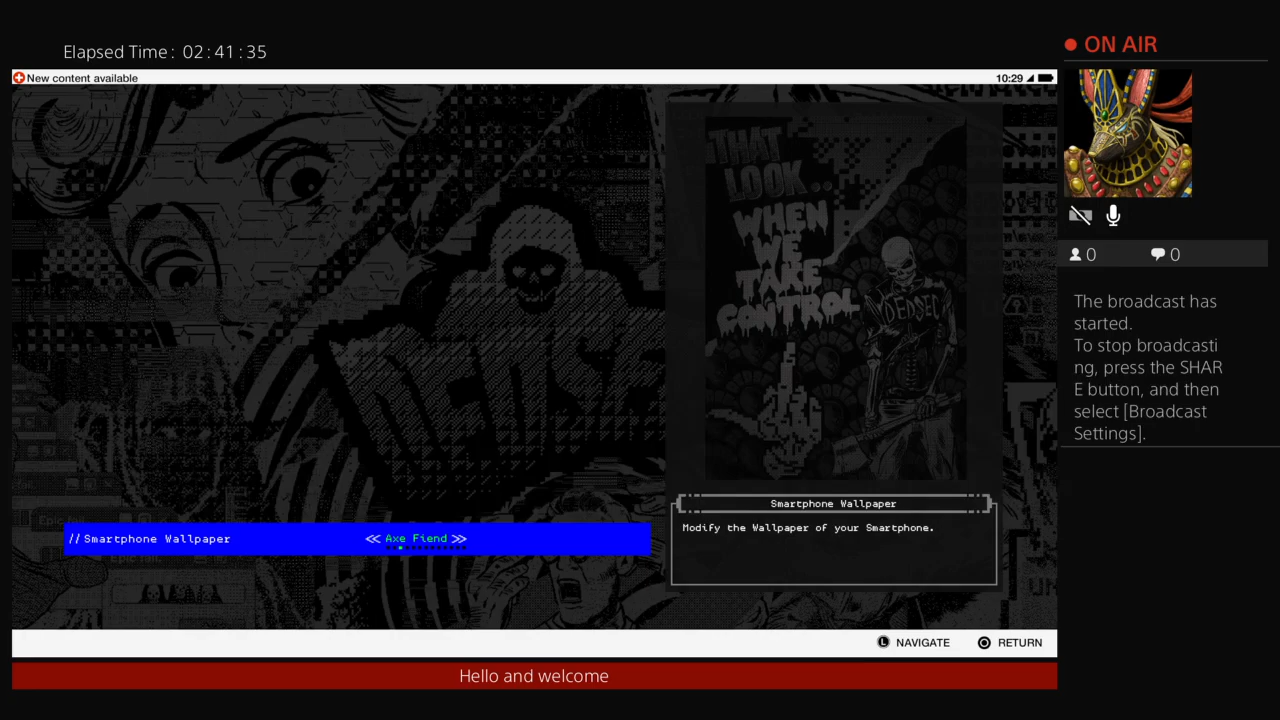 Elapsed Time: 02:41:35
ON AIR
New content available
10:29
THAT
LOOK..
WHEN
WE
TAKE
CONTROL
DEDSEC
DEDSE
0
0
The broadcast has
started.
To stop broadcasti
ng, press the SHAR
E button, and then
select [Broadcast
Settings].
Smartphone Wallpaper
Modify the Wallpaper of your Smartphone.
//Smartphone Wallpaper
<< Axe Fiend >>
L NAVIGATE
RETURN
Hello and welcome